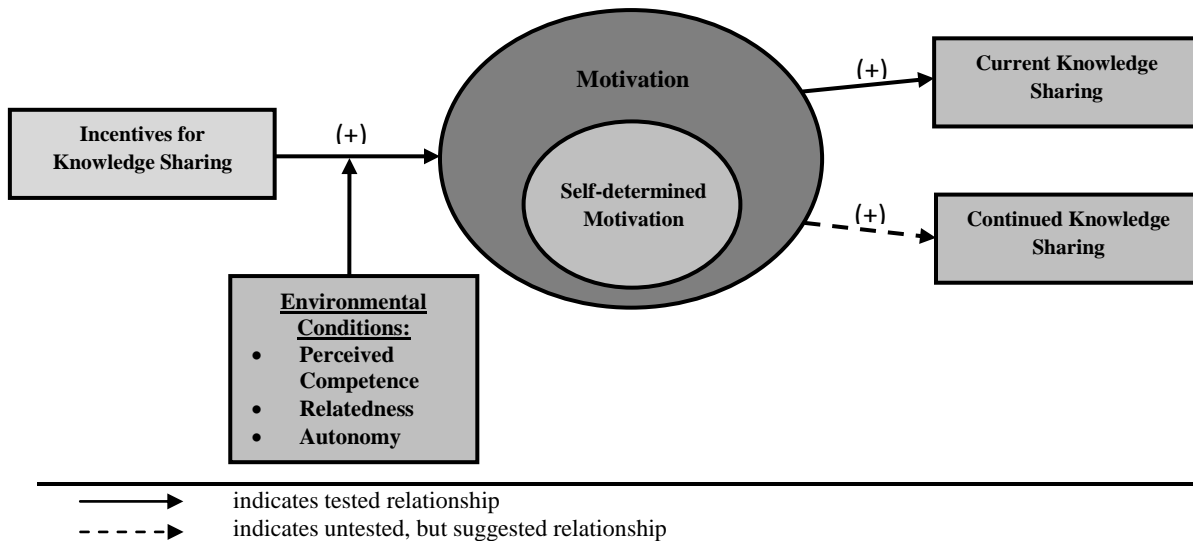 Incentives for
Knowledge Sharing
(+)
Environmental
Conditions:
• Perceived
Competence
• Relatedness
• Autonomy
Motivation
Self-determined
Motivation
(+)
Current Knowledge
Sharing
(+)
Continued Knowledge
Sharing
indicates tested relationship
indicates untested, but suggested relationship